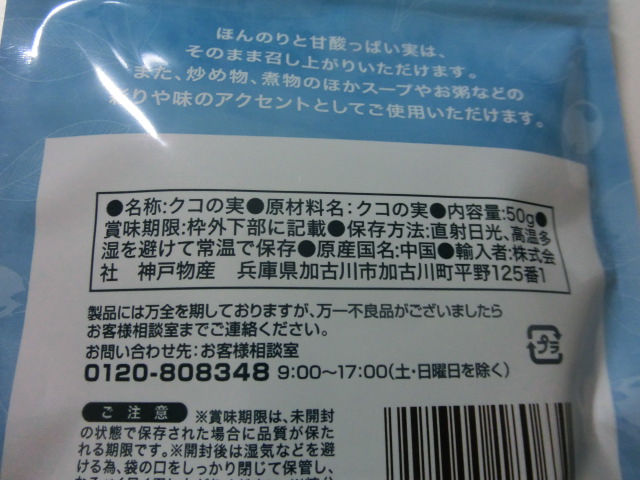 ほんのりと甘酸っぱい実は、
そのまま召し上がりいただけます。
また、炒め物、煮物のほかスープやお粥などの
彩りや味のアクセントとしてご使用いただけます。
●名称:クコの実●原材料名:クコの実●内容量:50g●
賞味期限:枠外下部に記載●保存方法:直射日光、高温多
湿を避けて常温で保存●原産国名:中国●輸入者:株式会
社 神戸物産 兵庫県加古川市加古川町平野125番1
製品には万全を期しておりますが、万一不良品がございましたら
お客様相談室までご連絡ください。
お問い合わせ先:お客様相談室
0120-808348 9:00〜17:00(土・日曜日を除く)
プラ
ご注意 ※賞味期限は、未開封
の状態で保存された場合に品質が保た
れる期限です。※開封後は湿気などを避
ける為、袋の口をしっかり閉じて保管し、